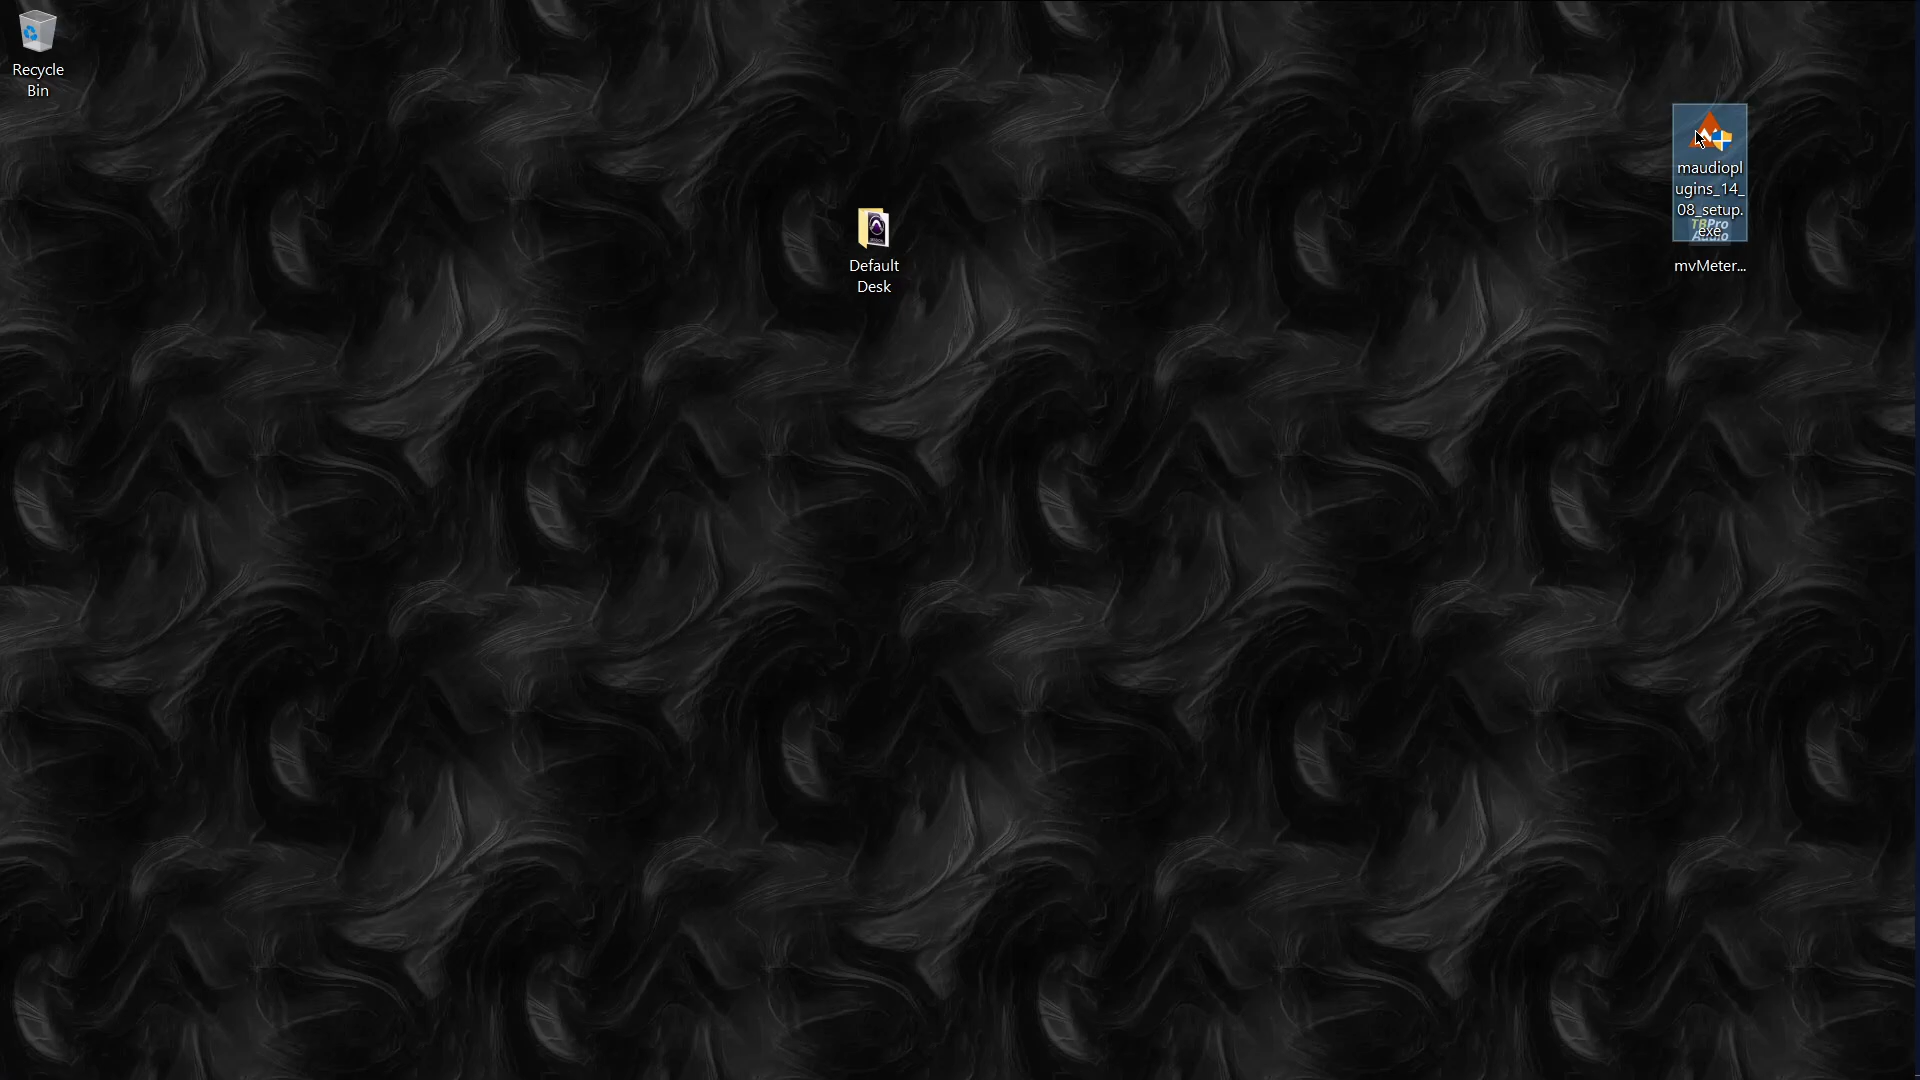 Recycle
Bin
Default
Desk
maudiopl
ugins_14_
08_setup.
exe
TBPro
Audio
mvMeter...